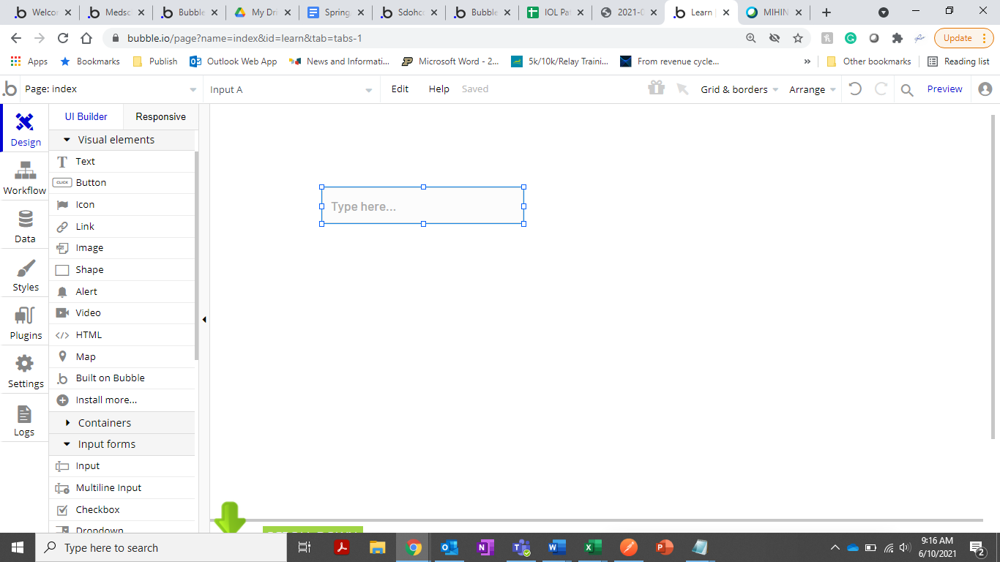 Welcor
Medsc
Bubble
My Dri
Spring.
Sdohc
Bubble
IOL Pat
2021-0
Learn
MIHIN
bubble.io/page?name=index&id=learn&tab=tabs-1
Update
Apps
Bookmarks
Publish
Outlook Web App
News and Informati...
Microsoft Word - 2...
5k/10k/Relay Traini...
From revenue cycle...
»
Other bookmarks
Reading list
Page: index
Input A
Edit
Help
Saved
Grid & borders
Arrange
Preview
Design
Workflow
Data
Styles
Plugins
Settings
Logs
UI Builder
Responsive
Visual elements
Text
CLICK Button
Icon
Link
Image
Shape
Alert
Video
HTML
Map
Built on Bubble
Install more...
Containers
Input forms
Input
Multiline Input
Checkbox
Dropdown
Type here...
Type here to search
9:16 AM
6/10/2021
2